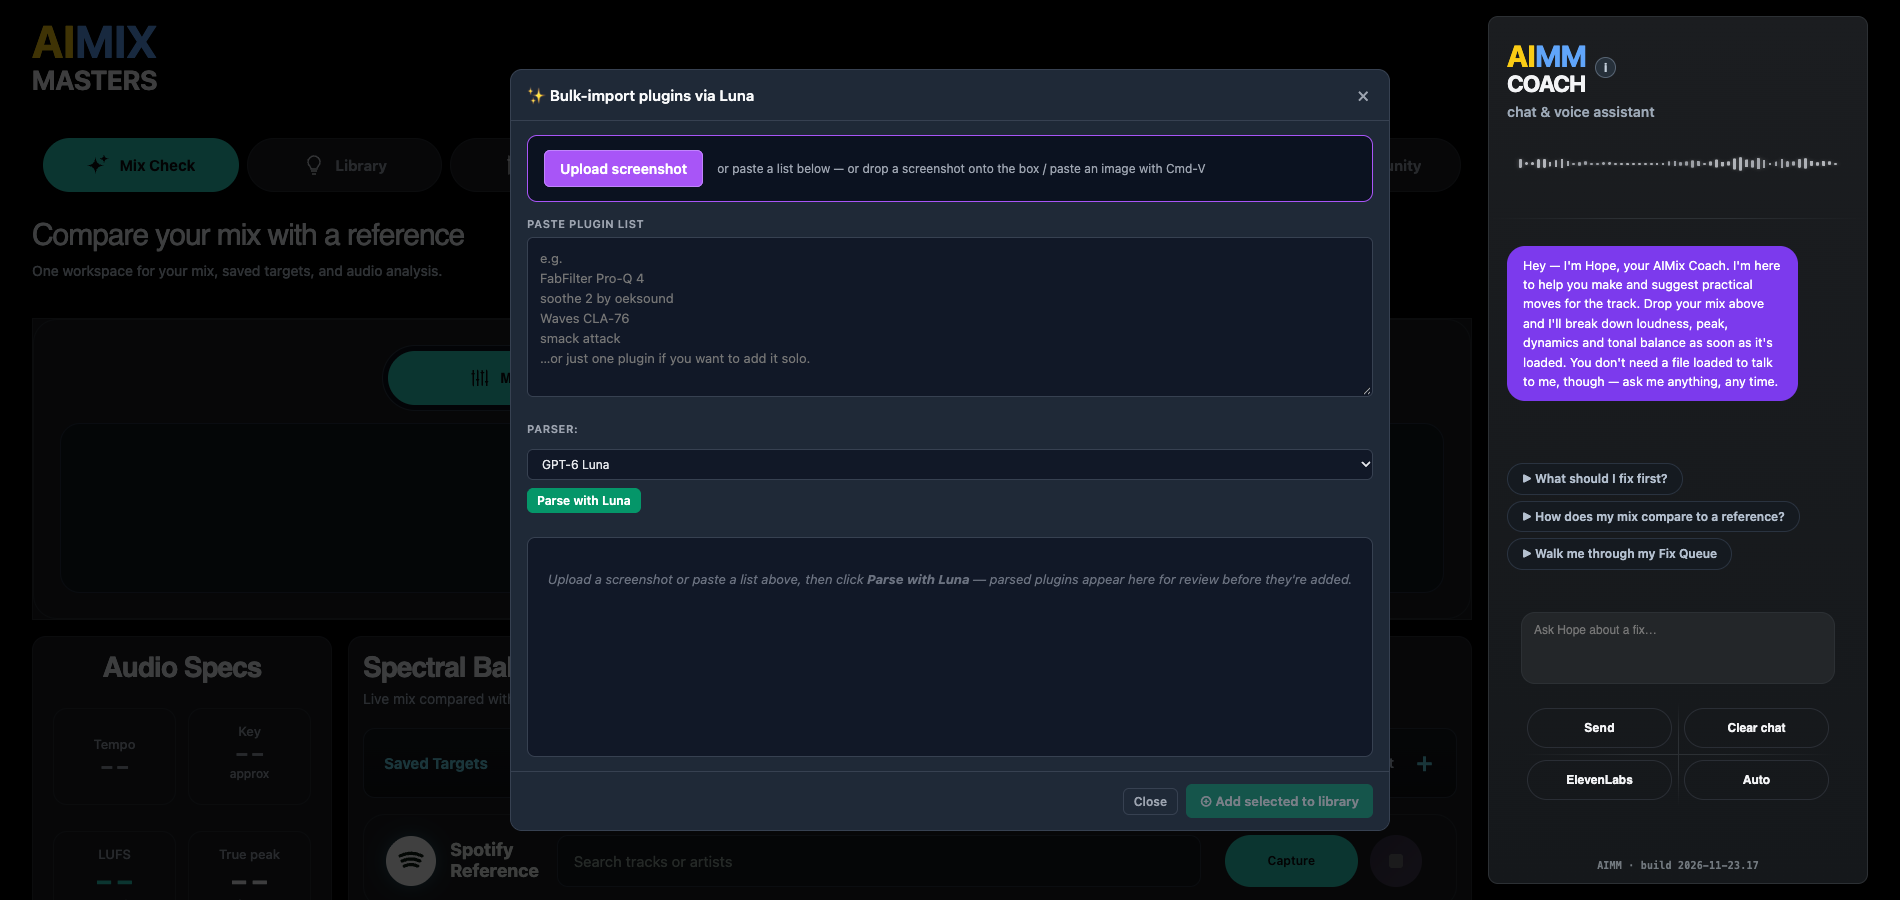 AIMIX
MASTERS
Mix Check
Library
unity
Compare your mix with a reference
One workspace for your mix, saved targets, and audio analysis.
M
Audio Specs
Tempo
— —
Key
— —
approx
LUFS
— —
True peak
— —
Spectral Bal
Live mix compared with
Saved Targets
t +
Spotify
Reference
Search tracks or artists
Capture
✨ Bulk-import plugins via Luna
×
Upload screenshot
or paste a list below — or drop a screenshot onto the box / paste an image with Cmd-V
PASTE PLUGIN LIST
e.g.
FabFilter Pro-Q 4
soothe 2 by oeksound
Waves CLA-76
smack attack
...or just one plugin if you want to add it solo.
PARSER:
GPT-6 Luna
Parse with Luna
Upload a screenshot or paste a list above, then click Parse with Luna — parsed plugins appear here for review before they're added.
Close
⊕ Add selected to library
AIMM
COACH
i
chat & voice assistant
Hey — I'm Hope, your AIMix Coach. I'm here
to help you make and suggest practical
moves for the track. Drop your mix above
and I'll break down loudness, peak,
dynamics and tonal balance as soon as it's
loaded. You don't need a file loaded to talk
to me, though — ask me anything, any time.
▶ What should I fix first?
▶ How does my mix compare to a reference?
▶ Walk me through my Fix Queue
Ask Hope about a fix...
Send
Clear chat
ElevenLabs
Auto
AIMM · build 2026-11-23.17